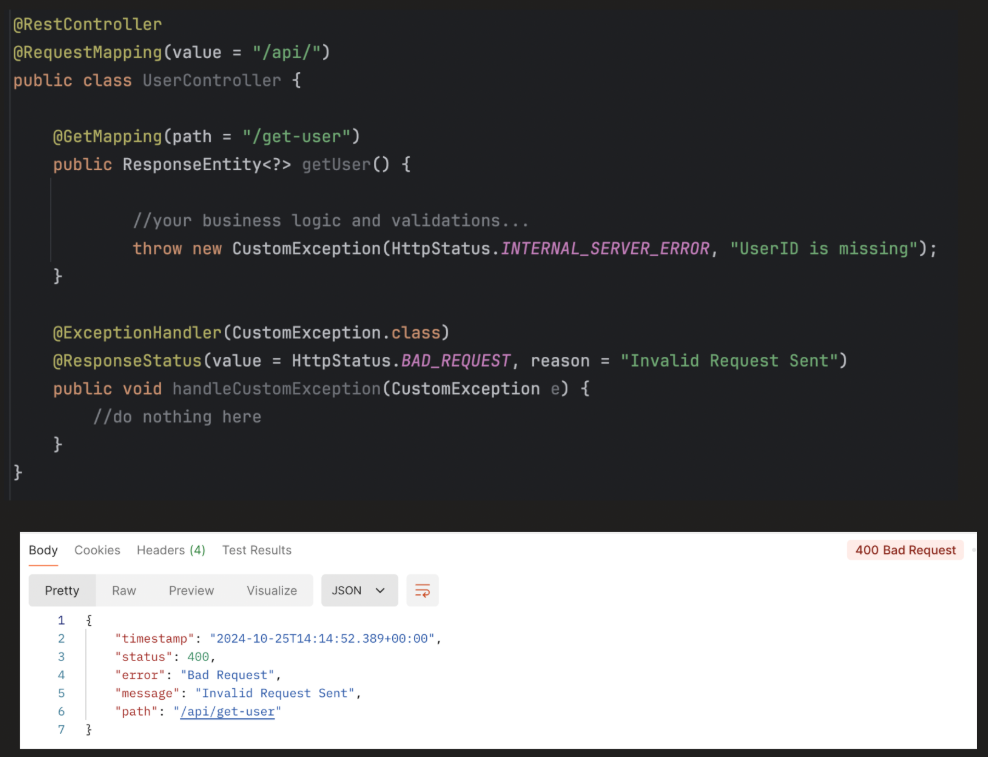 @RestController
@RequestMapping(value = "/api/")
public class UserController {
@GetMapping(path = "/get-user")
public ResponseEntity<?> getUser() {
//your business logic and validations...
throw new CustomException(HttpStatus.INTERNAL_SERVER_ERROR, "UserID is missing");
}
@ExceptionHandler(CustomException.class)
@ResponseStatus(value = HttpStatus.BAD_REQUEST, reason = "Invalid Request Sent")
public void handleCustomException(CustomException e) {
//do nothing here
}
}
Body Cookies Headers (4) Test Results 400 Bad Request
Pretty Raw Preview Visualize JSON
1 {
2 "timestamp": "2024-10-25T14:14:52.389+00:00",
3 "status": 400,
4 "error": "Bad Request",
5 "message": "Invalid Request Sent",
6 "path": "/api/get-user"
7 }